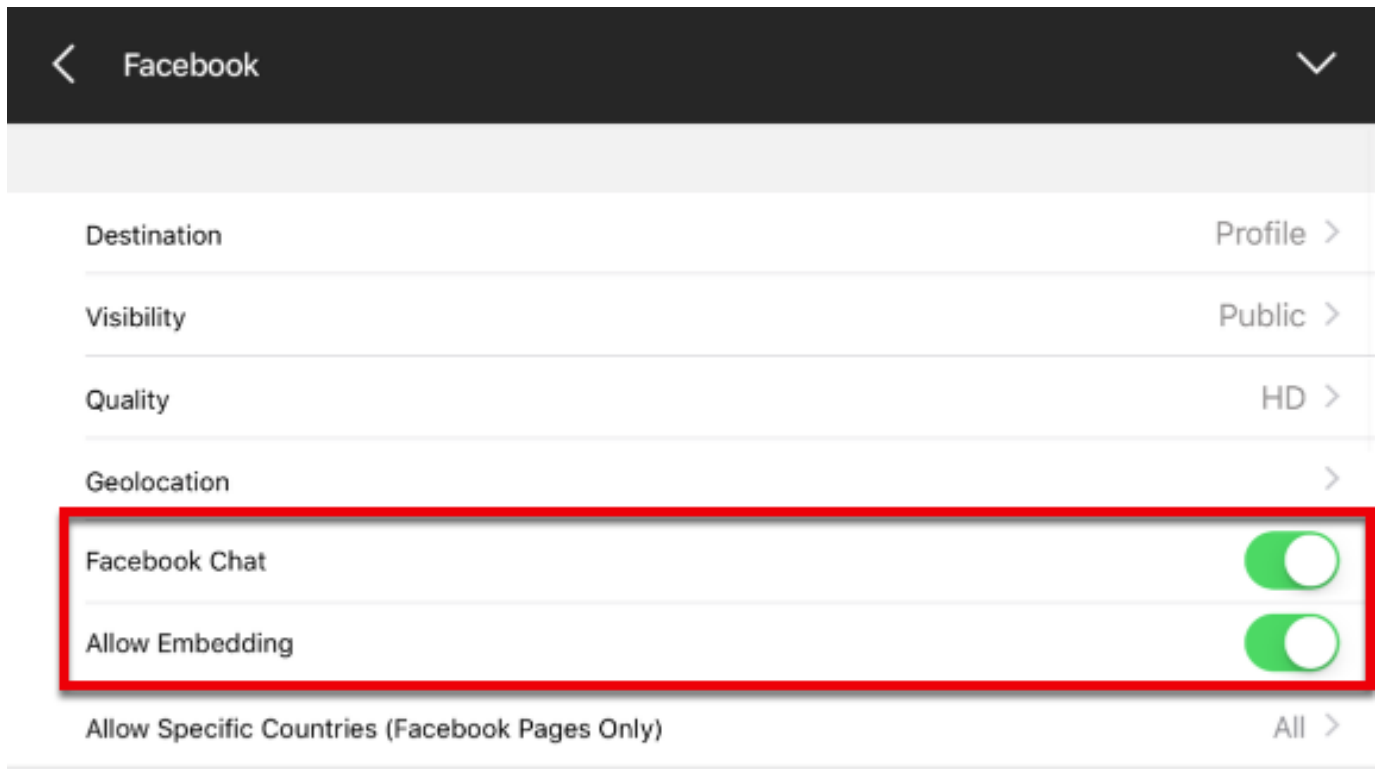 Facebook
Destination Profile
Visibility Public
Quality HD
Geolocation
Facebook Chat
Allow Embedding
Allow Specific Countries (Facebook Pages Only) All